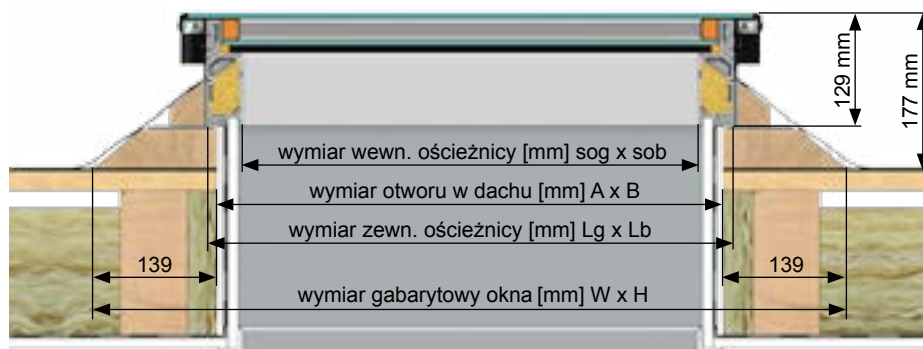 129 mm
177 mm
wymiar wewn. ościeżnicy [mm] sog x sob
wymiar otworu w dachu [mm] A x B
wymiar zewn. ościeżnicy [mm] Lg x Lb
139
139
wymiar gabarytowy okna [mm] W x H